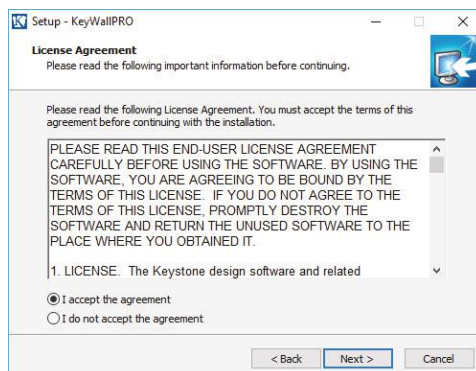 Setup - KeyWallPRO
License Agreement
Please read the following important information before continuing.
Please read the following License Agreement. You must accept the terms of this
agreement before continuing with the installation.
PLEASE READ THIS END-USER LICENSE AGREEMENT
CAREFULLY BEFORE USING THE SOFTWARE. BY USING THE
SOFTWARE, YOU ARE AGREEING TO BE BOUND BY THE
TERMS OF THIS LICENSE. IF YOU DO NOT AGREE TO THE
TERMS OF THIS LICENSE, PROMPTLY DESTROY THE
SOFTWARE AND RETURN THE UNUSED SOFTWARE TO THE
PLACE WHERE YOU OBTAINED IT.
1. LICENSE. The Keystone design software and related
I accept the agreement
I do not accept the agreement
< Back Next > Cancel